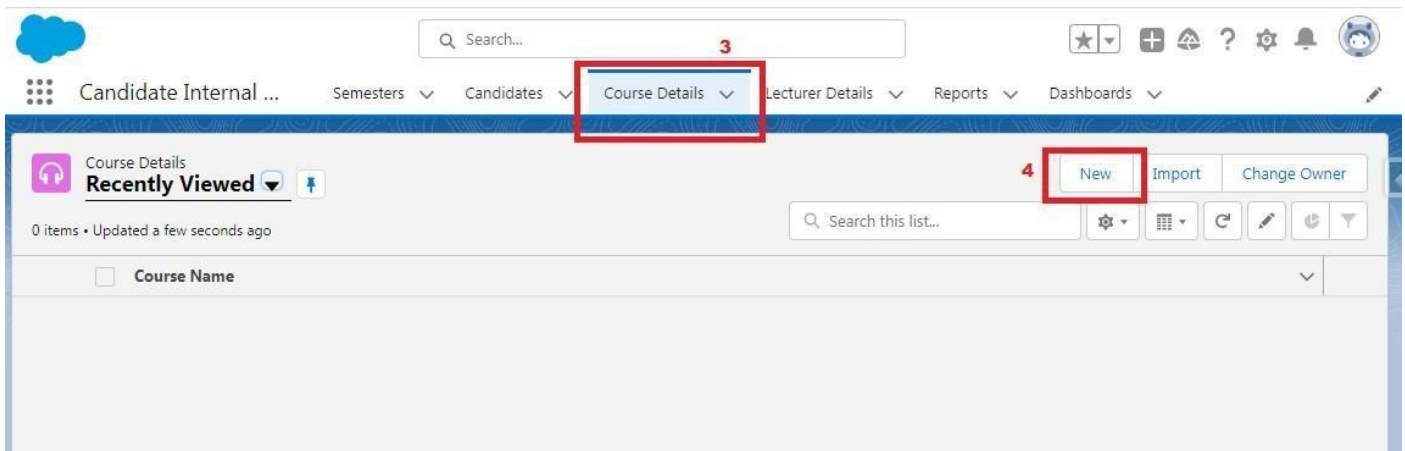 Search...
3
Candidate Internal ...
Semesters
Candidates
Course Details
Lecturer Details
Reports
Dashboards
Course Details
Recently Viewed
4
New
Import
Change Owner
0 items • Updated a few seconds ago
Search this list...
Course Name